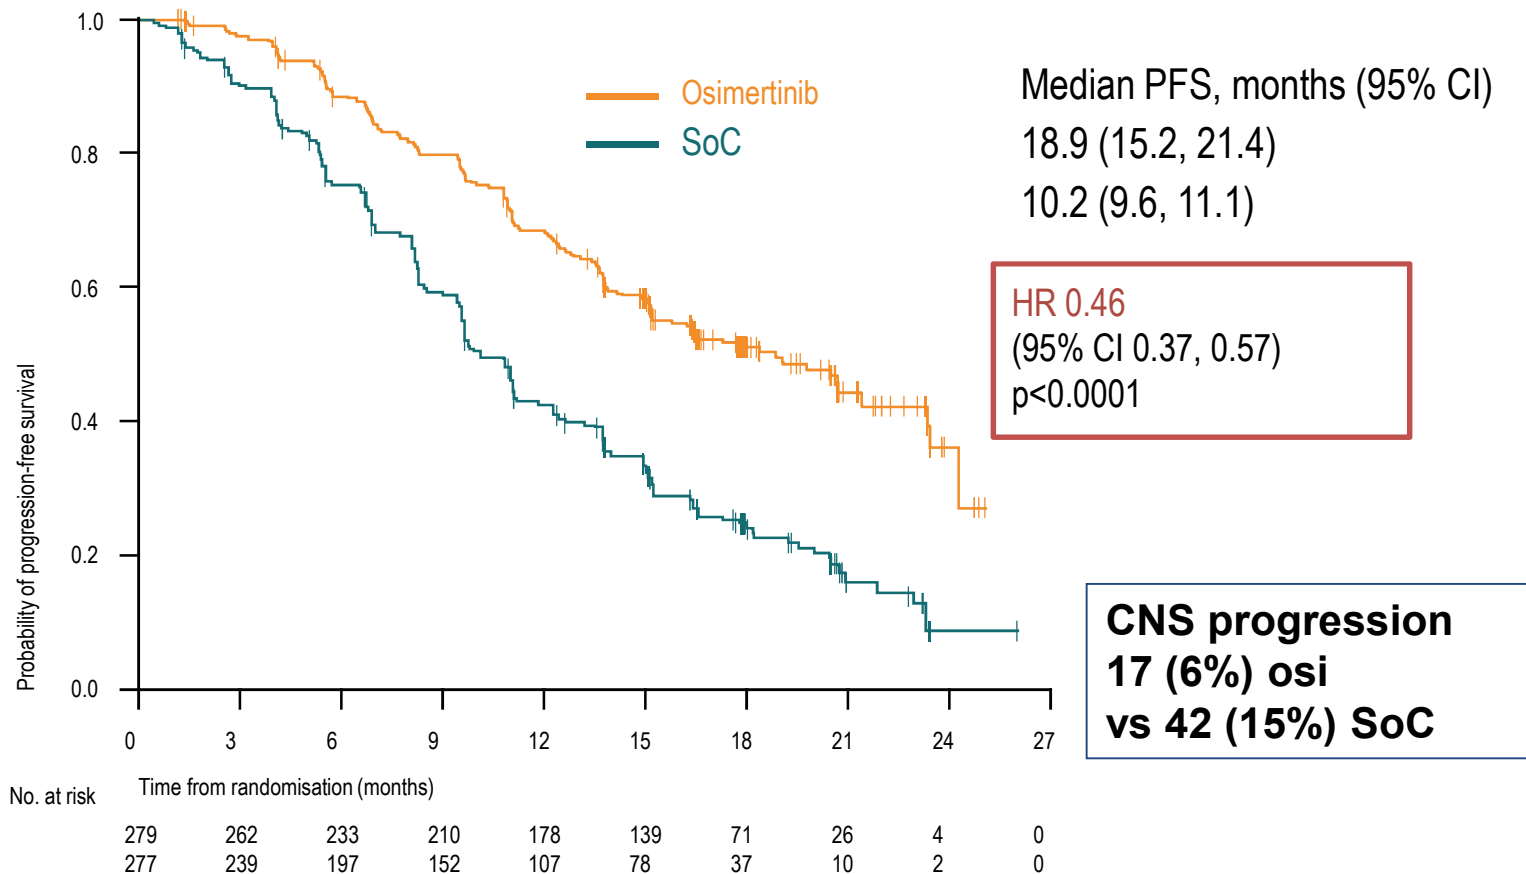 1.0
0.8
0.6
0.4
0.2
0.0
Probability of progression-free survival
Osimertinib
SoC
Median PFS, months (95% CI)
18.9 (15.2, 21.4)
10.2 (9.6, 11.1)
HR 0.46
(95% CI 0.37, 0.57)
p<0.0001
CNS progression
17 (6%) osi
vs 42 (15%) SoC
0 3 6 9 12 15 18 21 24 27
Time from randomisation (months)
No. at risk
279 262 233 210 178 139 71 26 4 0
277 239 197 152 107 78 37 10 2 0